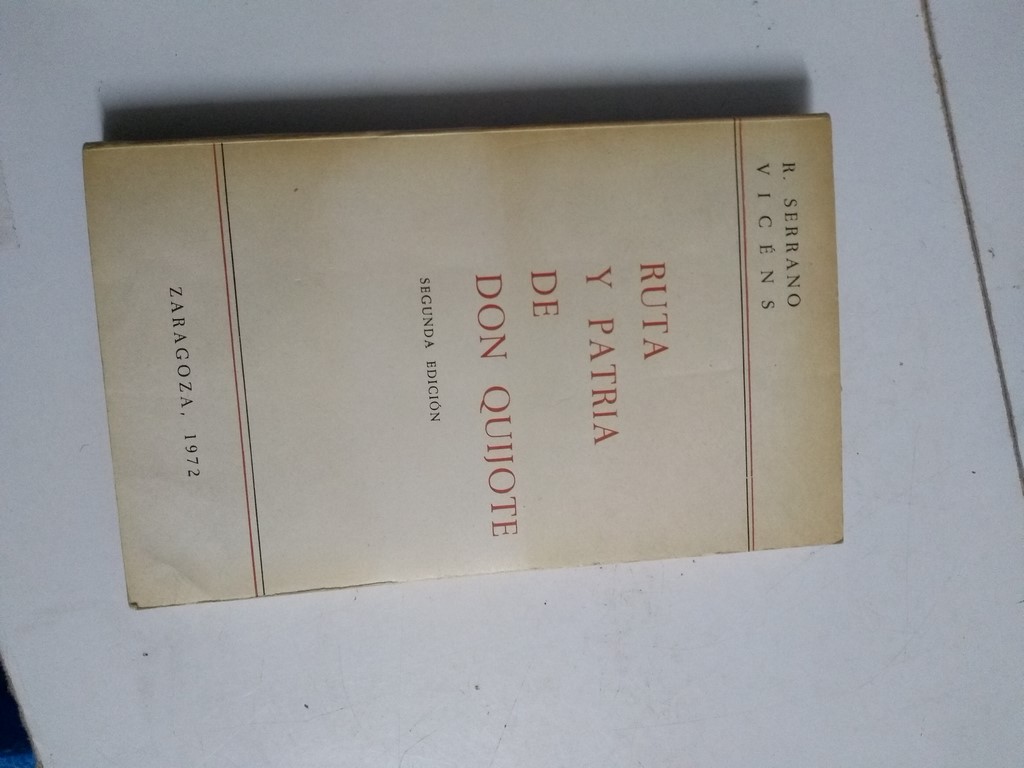 R. SERRANO
VICÉNS
RUTA
Y PATRIA
DE
DON QUIJOTE
SEGUNDA EDICIÓN
ZARAGOZA, 1972